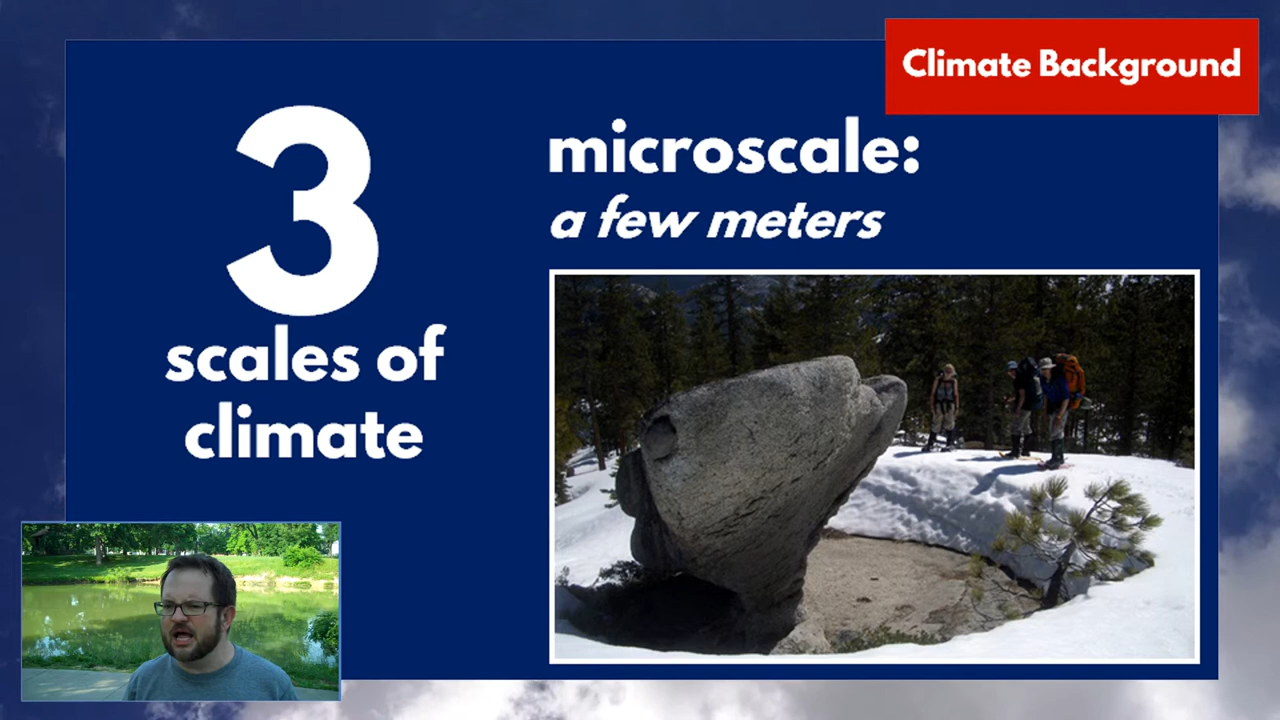 Climate Background
3
scales of
climate
microscale:
a few meters